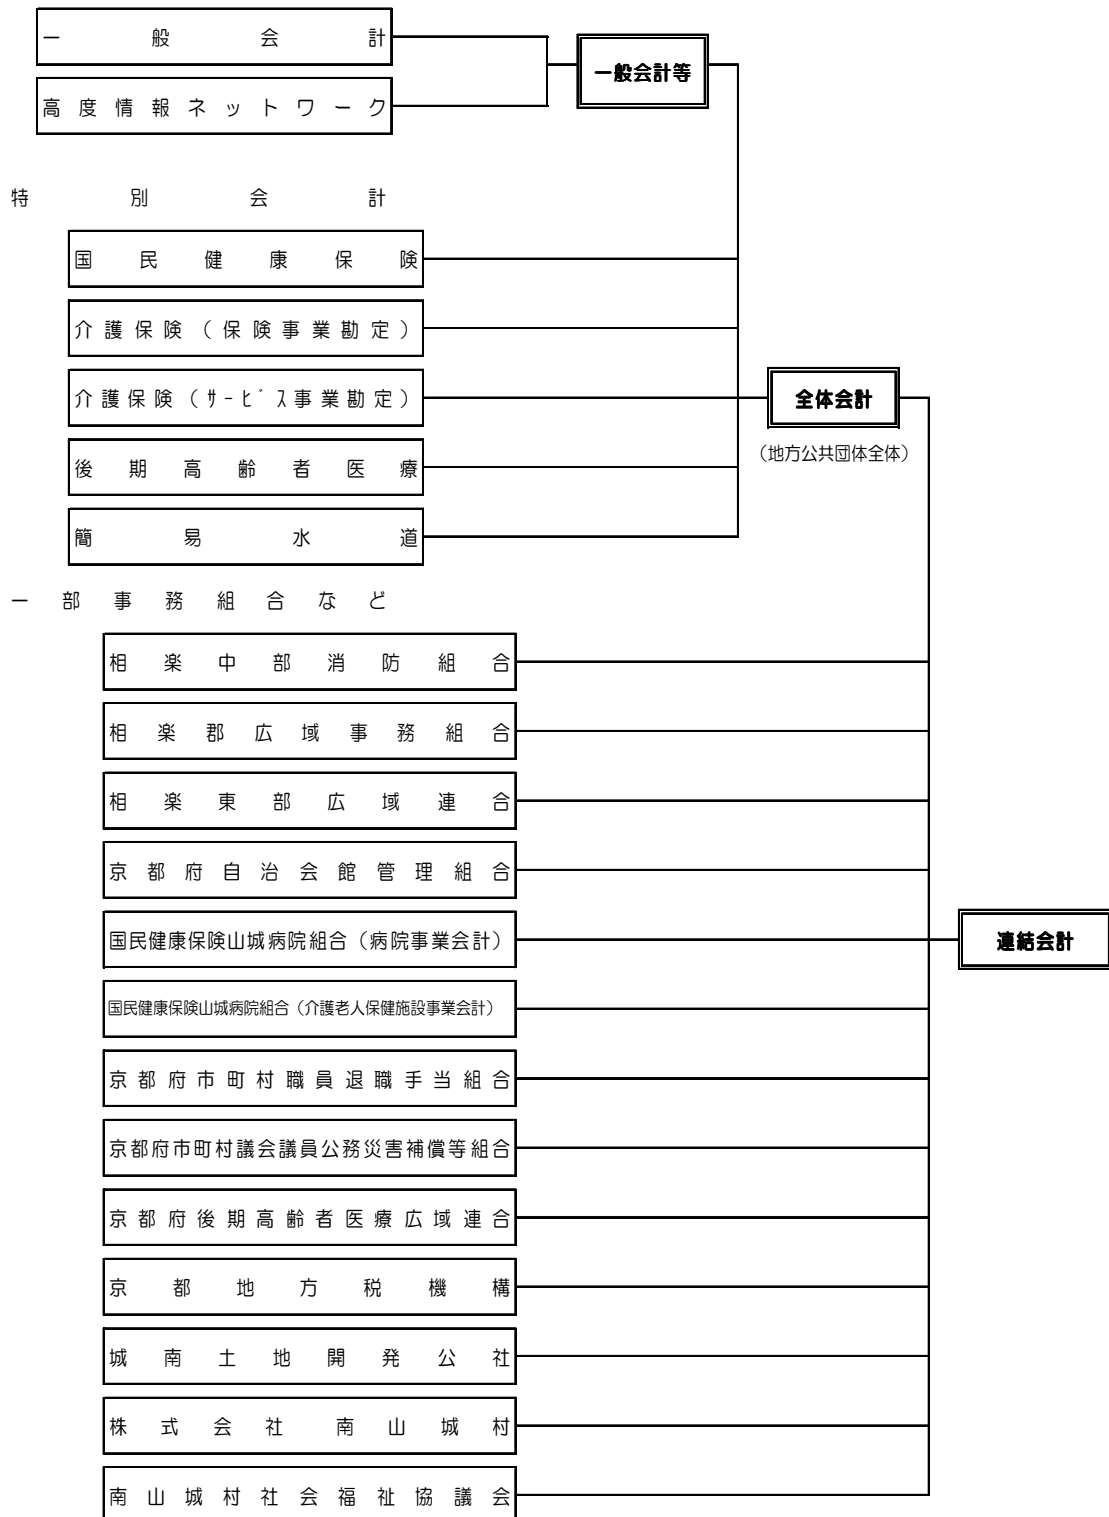 一般会計
一般会計等
高度情報ネットワーク
特別会計
国民健康保険
介護保険（保険事業勘定）
介護保険（ｻｰﾋﾞｽ事業勘定）
全体会計
（地方公共団体全体）
後期高齢者医療
簡易水道
一部事務組合など
相楽中部消防組合
相楽郡広域事務組合
相楽東部広域連合
京都府自治会館管理組合
国民健康保険山城病院組合（病院事業会計）
連結会計
国民健康保険山城病院組合（介護老人保健施設事業会計）
京都府市町村職員退職手当組合
京都府市町村議会議員公務災害補償等組合
京都府後期高齢者医療広域連合
京都地方税機構
城南土地開発公社
株式会社 南山城村
南山城村社会福祉協議会